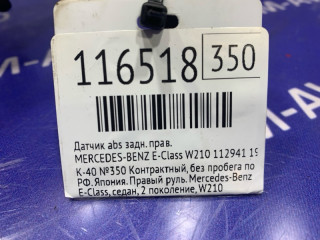 116518 350
Датчик abs задн. прав.
MERCEDES-BENZ E-Class W210 112941 19
К-40 №350 Контрактный, без пробега по
РФ. Япония. Правый руль. Mercedes-Benz
E-Class, седан, 2 поколение, W210